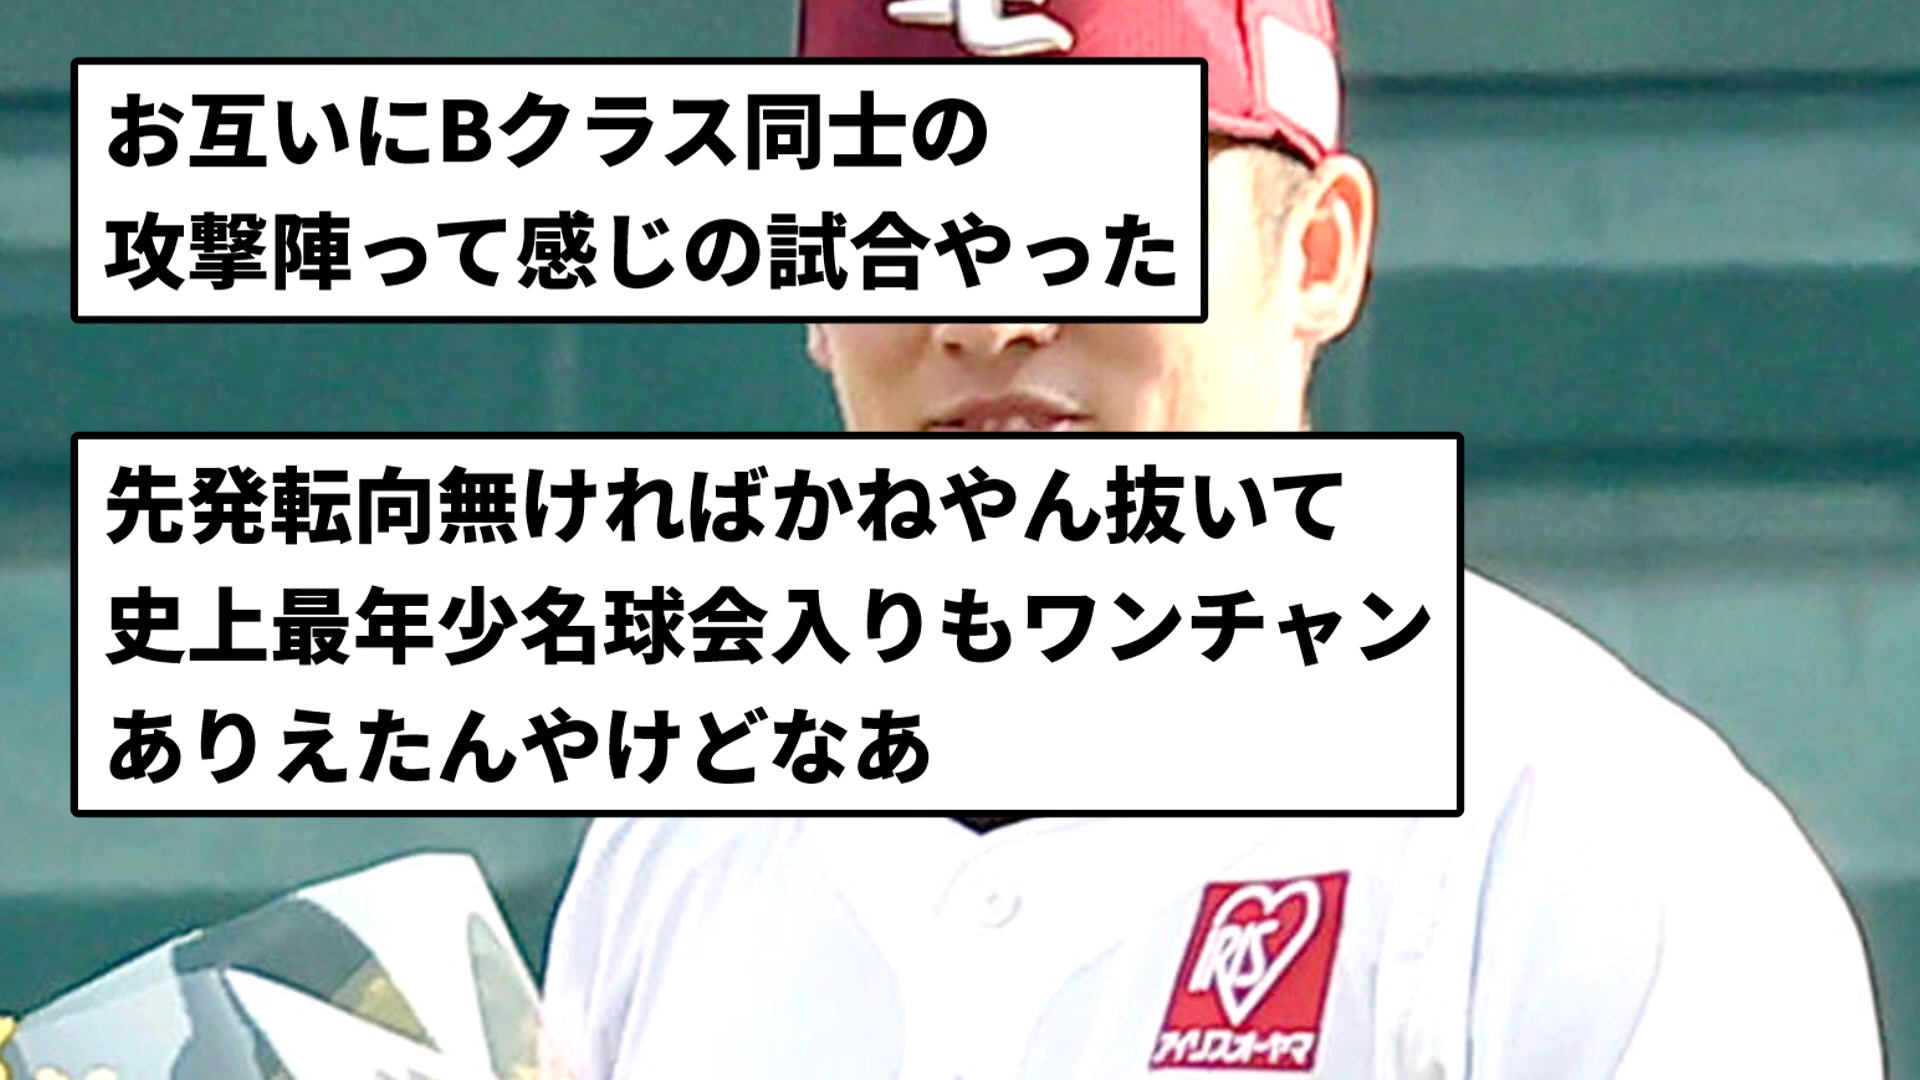 お互いにBクラス同士の
攻撃陣って感じの試合やった
先発転向無ければかねやん抜いて
史上最年少名球会入りもワンチャン
ありえたんやけどなあ
IRIS
アイリスオーヤマ